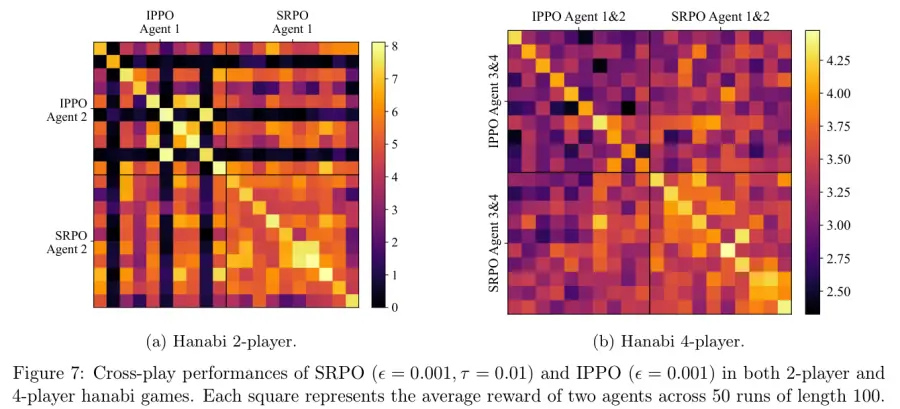 IPPO
Agent 1
SRPO
Agent 1
IPPO
Agent 2
SRPO
Agent 2
8
7
6
5
4
3
2
1
0
(a) Hanabi 2-player.
IPPO Agent 1&2
SRPO Agent 1&2
IPPO Agent 3&4
SRPO Agent 3&4
4.25
4.00
3.75
3.50
3.25
3.00
2.75
2.50
(b) Hanabi 4-player.
Figure 7: Cross-play performances of SRPO (ϵ = 0.001, τ = 0.01) and IPPO (ϵ = 0.001) in both 2-player and
4-player hanabi games. Each square represents the average reward of two agents across 50 runs of length 100.